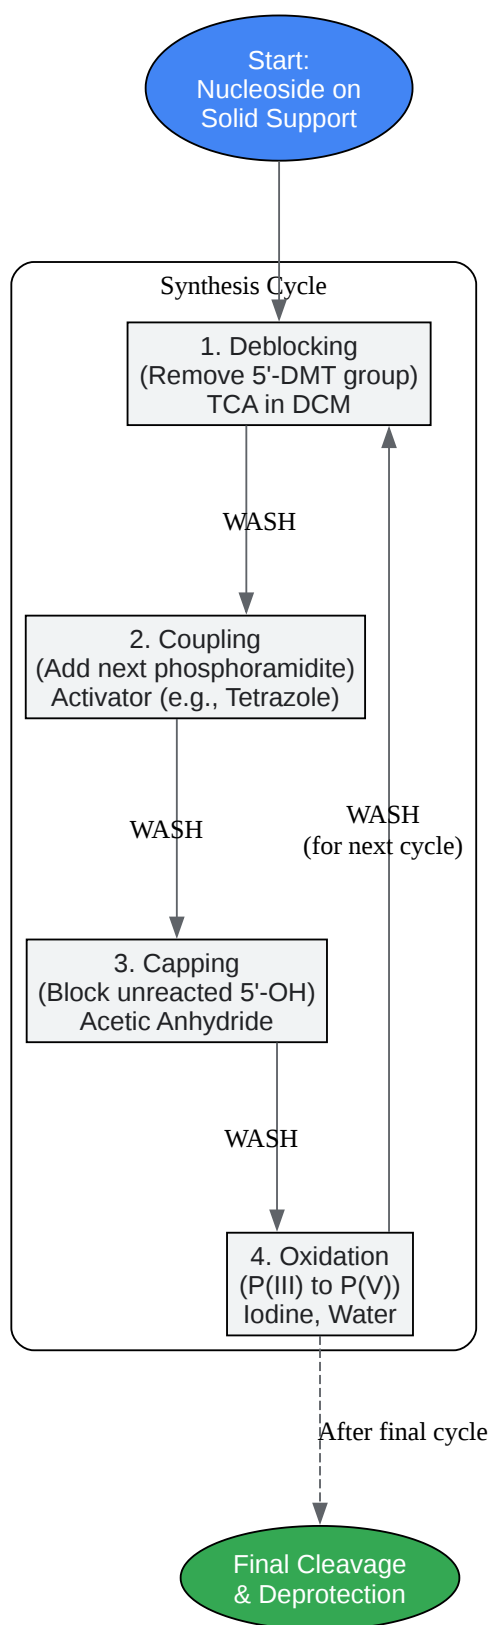 Start:
Nucleoside on
Solid Support
Synthesis Cycle
1. Deblocking
(Remove 5'-DMT group)
TCA in DCM
WASH
2. Coupling
(Add next phosphoramidite)
Activator (e.g., Tetrazole)
WASH
WASH
(for next cycle)
3. Capping
(Block unreacted 5'-OH)
Acetic Anhydride
WASH
4. Oxidation
(P(III) to P(V))
Iodine, Water
After final cycle
Final Cleavage
& Deprotection